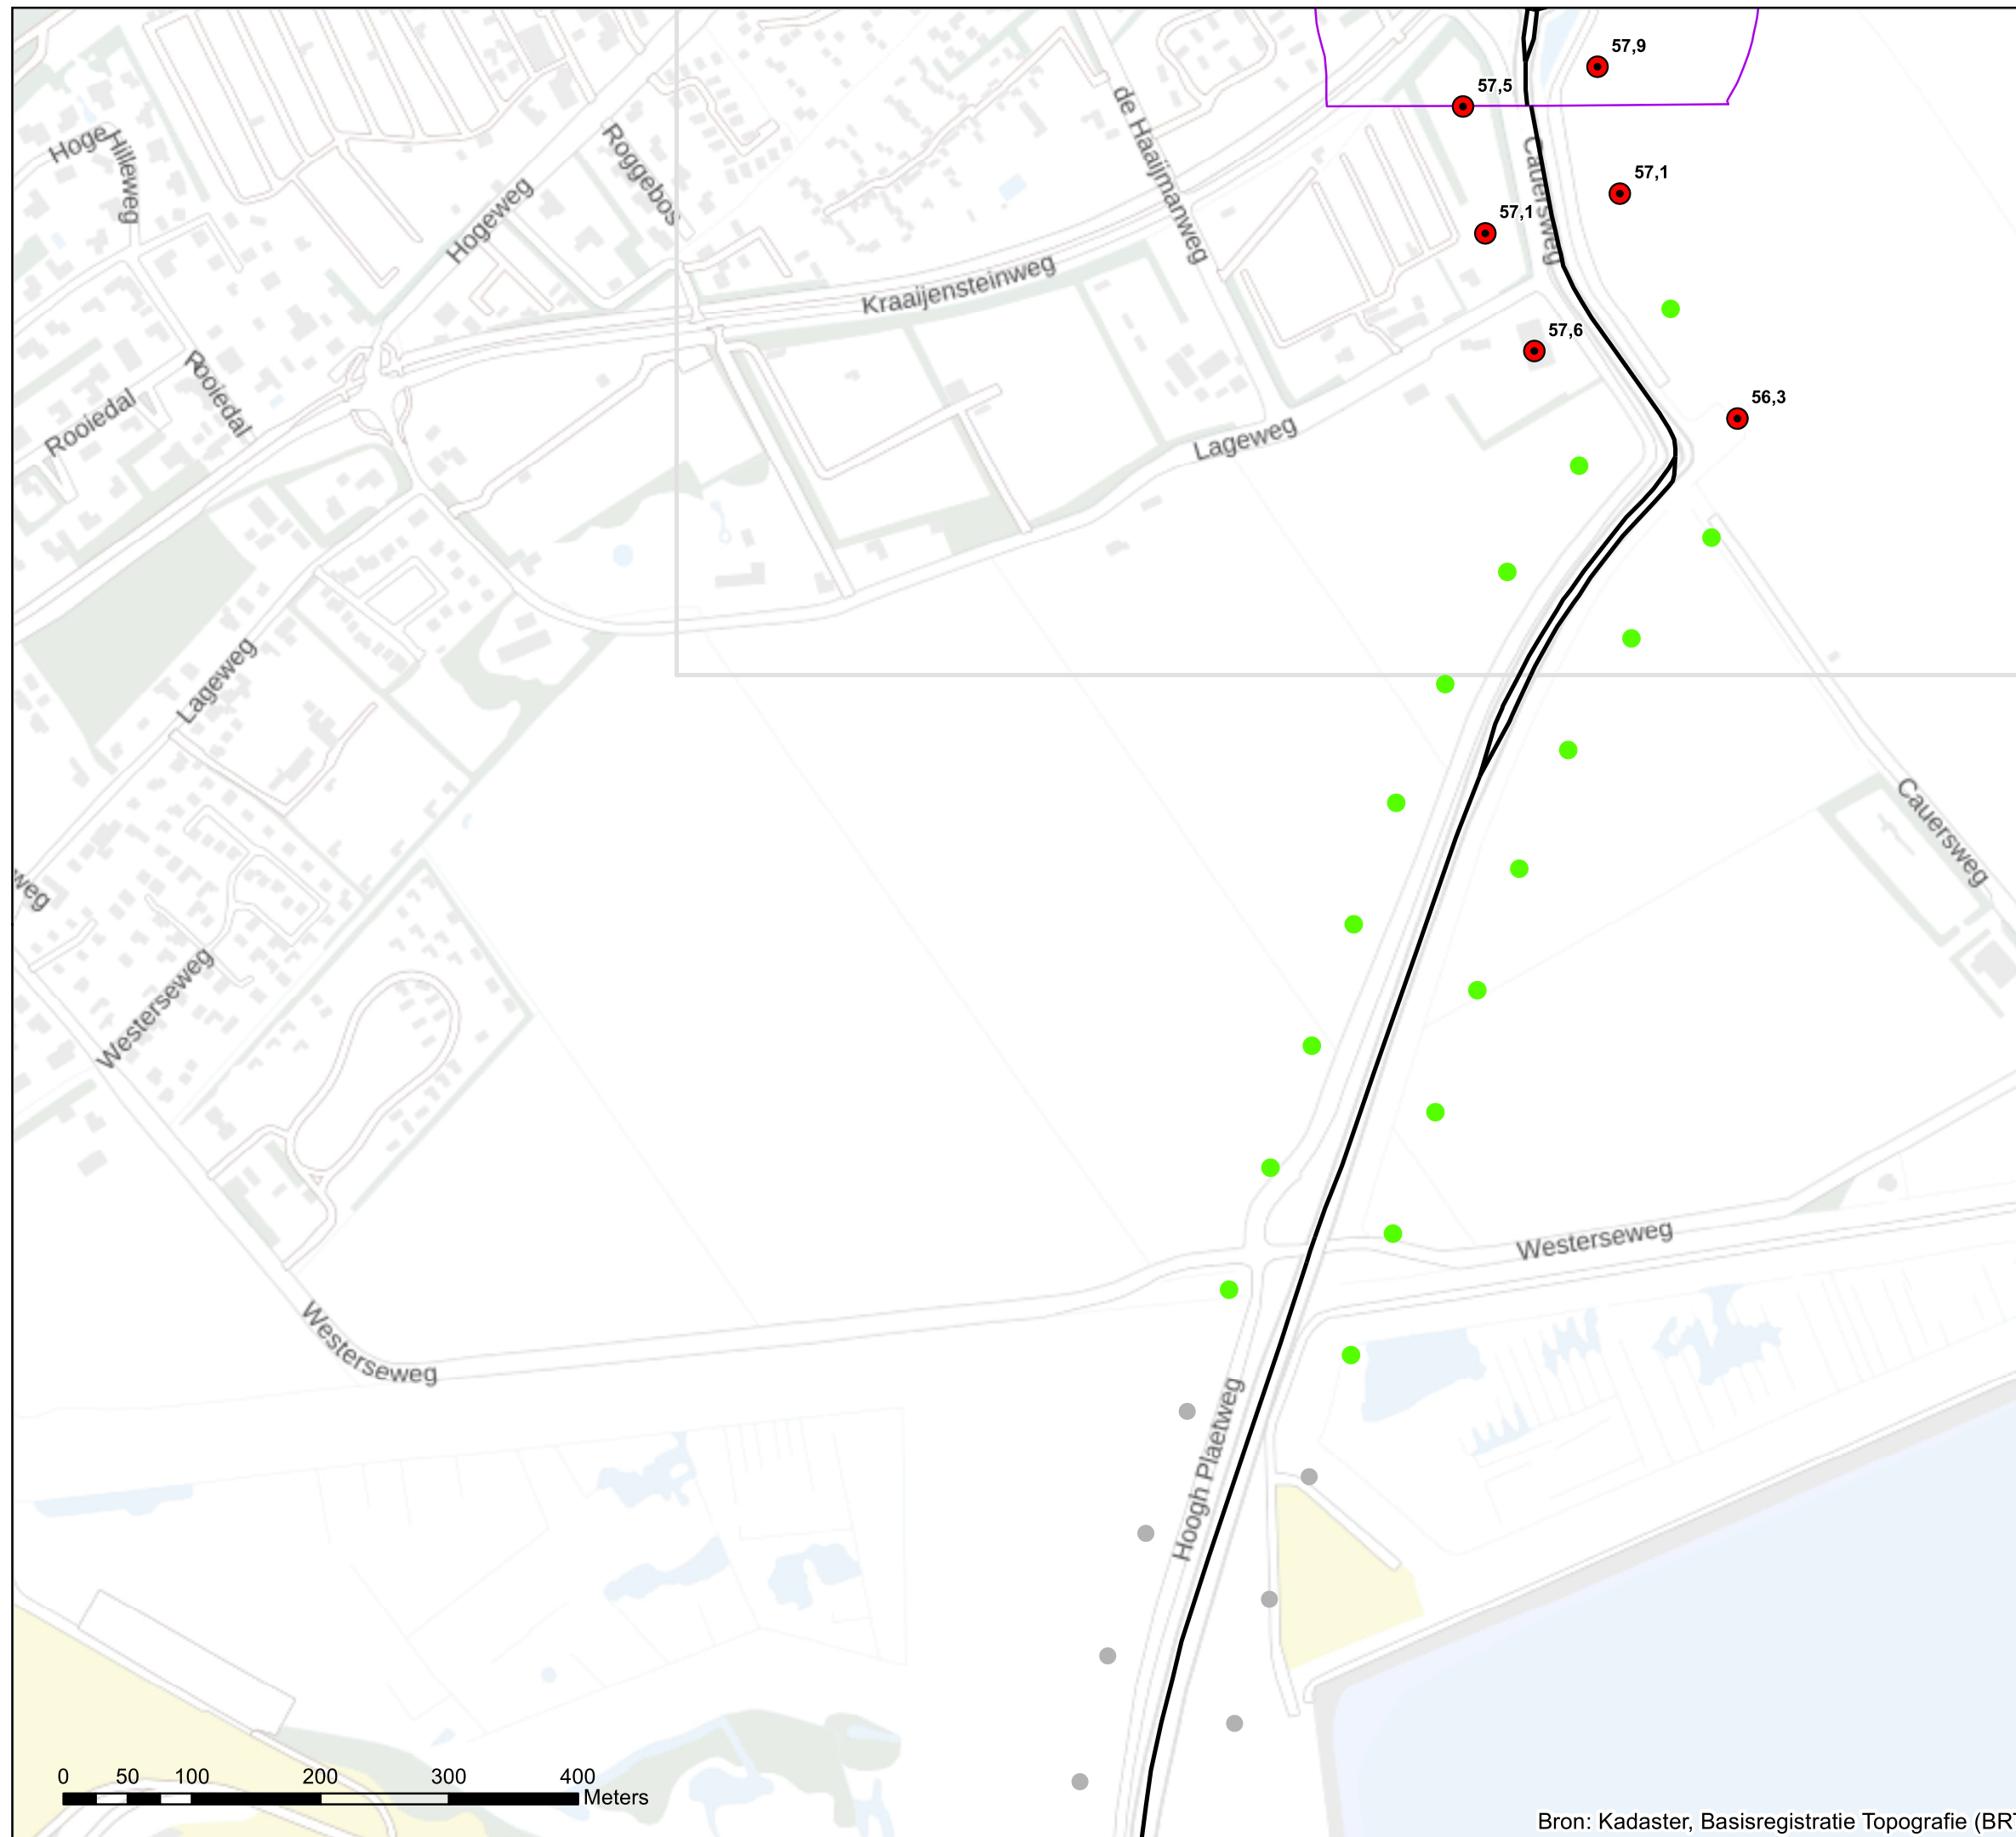 57,9
57,5
57,1
57,1
57,6
56,3
Hoge
Hilleweg
Hogeweg
Roggebos
de Haaijmanweg
Cauersweg
Kraaijensteinweg
Rooiedal
Rooiedal
Lageweg
Lageweg
Cauersweg
weg
Westerseweg
Westerseweg
Westerseweg
Hoogh Plaetweg
0 50 100 200 300 400
Meters
Bron: Kadaster, Basisregistratie Topografie (BRT